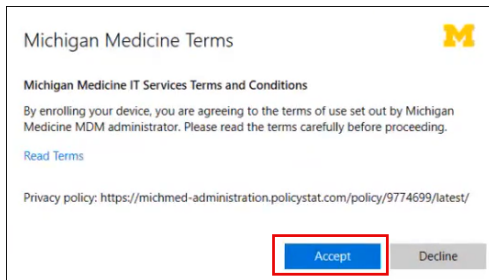 Michigan Medicine Terms
M
Michigan Medicine IT Services Terms and Conditions
By enrolling your device, you are agreeing to the terms of use set out by Michigan
Medicine MDM administrator. Please read the terms carefully before proceeding.
Read Terms
Privacy policy: https://michmed-administration.policystat.com/policy/9774699/latest/
Accept
Decline